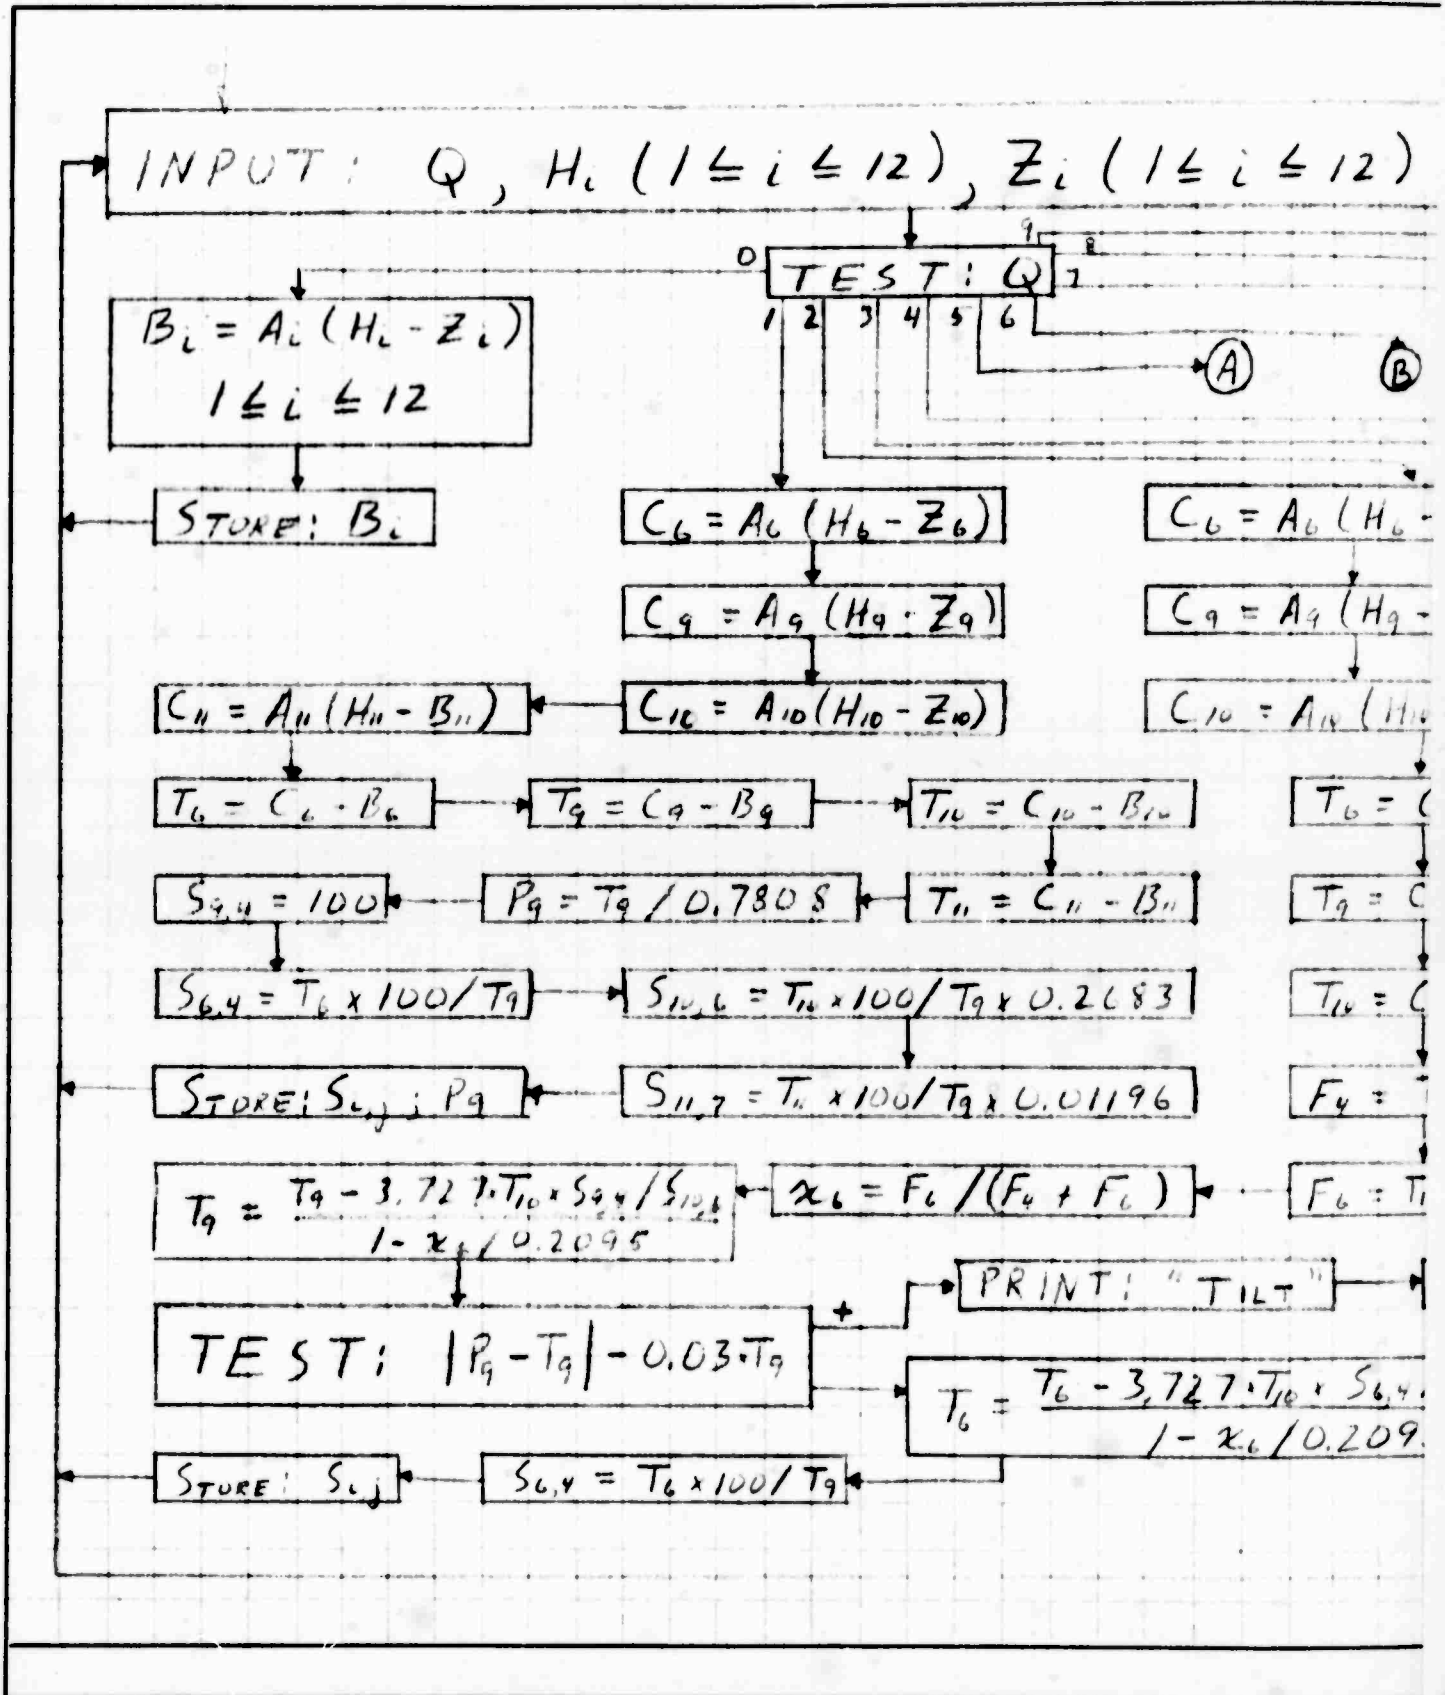 INPUT: Q, Hi (1 ≤ i ≤ 12), Zi (1 ≤ i ≤ 12)
0 TEST: Q 9 8 7
1 2 3 4 5 6
Bi = Ai (Hi - Zi)
1 ≤ i ≤ 12
A B
STORE: Bi
C6 = A6 (H6 - Z6)
C6 = A6 (H6 -
C9 = A9 (H9 - Z9)
C9 = A9 (H9 -
C11 = A11 (H11 - B11)
C10 = A10 (H10 - Z10)
C10 = A10 (H10
T6 = C6 - B6
T9 = C9 - B9
T10 = C10 - B10
T6 = C
S9,4 = 100
P9 = T9 / 0.7808
T11 = C11 - B11
T9 = C
S6,4 = T6 x 100 / T9
S10,6 = T10 x 100 / T9 x 0.2683
T10 = C
STORE: Si,j ; P9
S11,7 = T11 x 100 / T9 x 0.01196
F4 =
T9 = T9 - 3.727·T10 x S9,4 / S10,6
1 - x6 / 0.2095
x6 = F6 / (F4 + F6)
F6 = T1
PRINT: "TILT"
TEST: |P9 - T9| - 0.03·T9
+
-
T6 = T6 - 3.727·T10 x S6,4
1 - x6 / 0.209
STORE: Si,j
S6,4 = T6 x 100 / T9